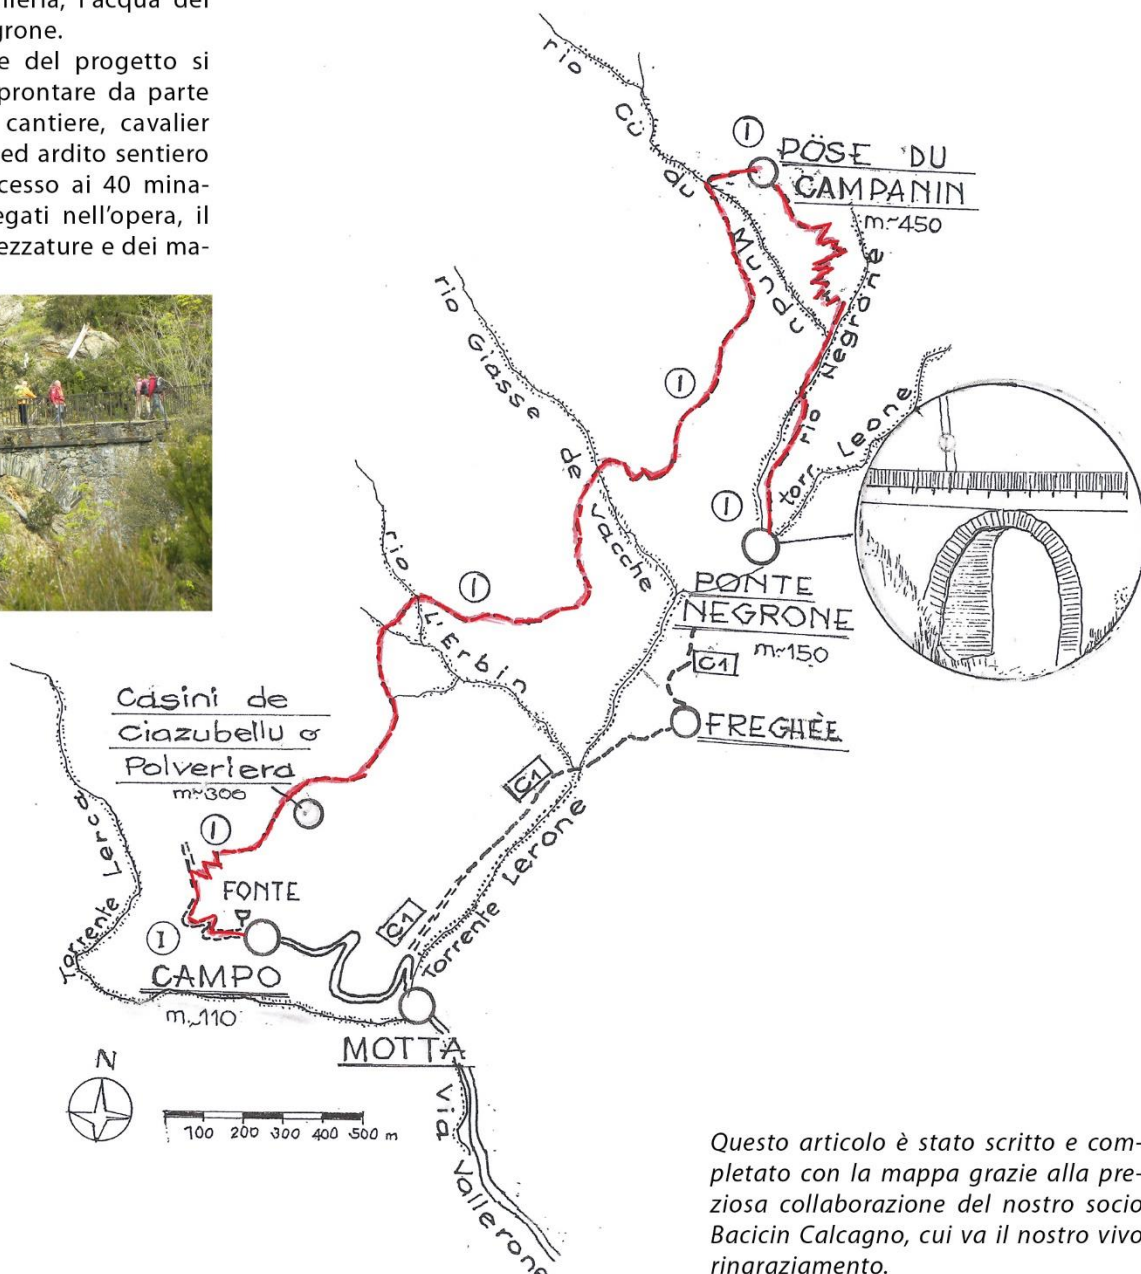 grone.
e del progetto si
prontare da parte
cantiere, cavalier
ed ardito sentiero
cesso ai 40 mina-
egati nell'opera, il
ezzature e dei ma-
rio Cü du Mundu
I
PÖSE DU
CAMPANIN
m.~450
rio Negrone
rio Giasse de Vacche
I
torr. Leone
I
rio L'Erbin
I
PONTE
NEGRONE
m~150
C1
FREGHÈE
Casini de
Ciazubellu e
Polveriera
m~300
C1
I
Torrente Lerca
FONTE
C1
Torrente Lerone
I
CAMPO
m.~110
MOTTA
N
100 200 300 400 500 m
Via Vallerone
Questo articolo è stato scritto e com-
pletato con la mappa grazie alla pre-
ziosa collaborazione del nostro socio
Bacicin Calcagno, cui va il nostro vivo
ringraziamento.